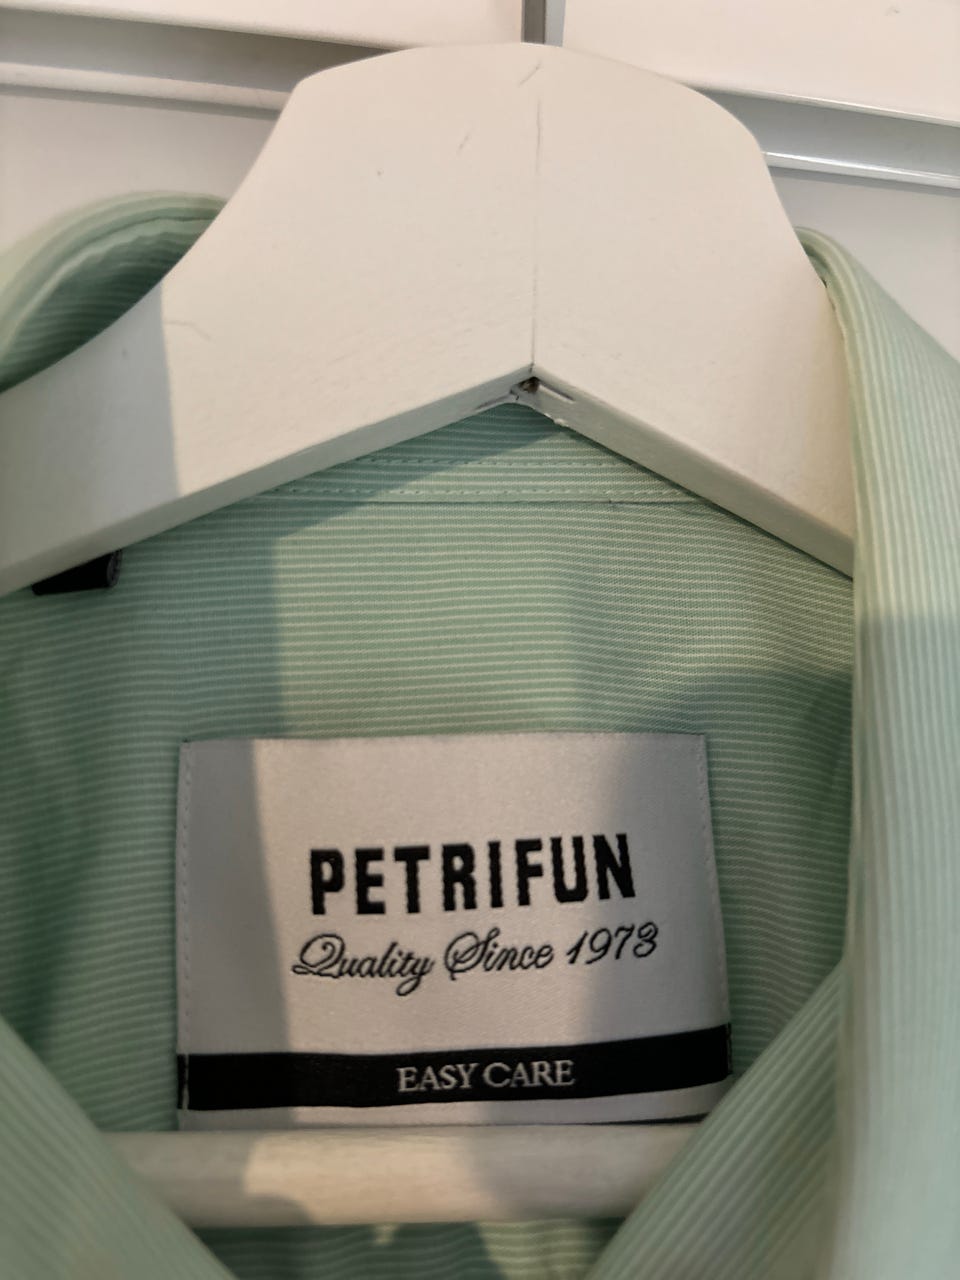 PETRIFUN
Quality Since 1973
EASY CARE